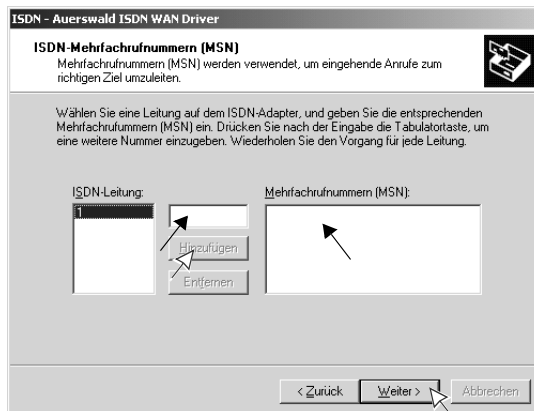 ISDN - Auerswald ISDN WAN Driver
ISDN-Mehrfachrufnummern (MSN)
Mehrfachrufnummern (MSN) werden verwendet, um eingehende Anrufe zum
richtigen Ziel umzuleiten.
Wählen Sie eine Leitung auf dem ISDN-Adapter, und geben Sie die entsprechenden
Mehrfachrufummern (MSN) ein. Drücken Sie nach der Eingabe die Tabulatortaste, um
eine weitere Nummer einzugeben. Wiederholen Sie den Vorgang für jede Leitung.
ISDN-Leitung:
Mehrfachrufnummern (MSN):
1
Hinzufügen
Entfernen
< Zurück
Weiter >
Abbrechen